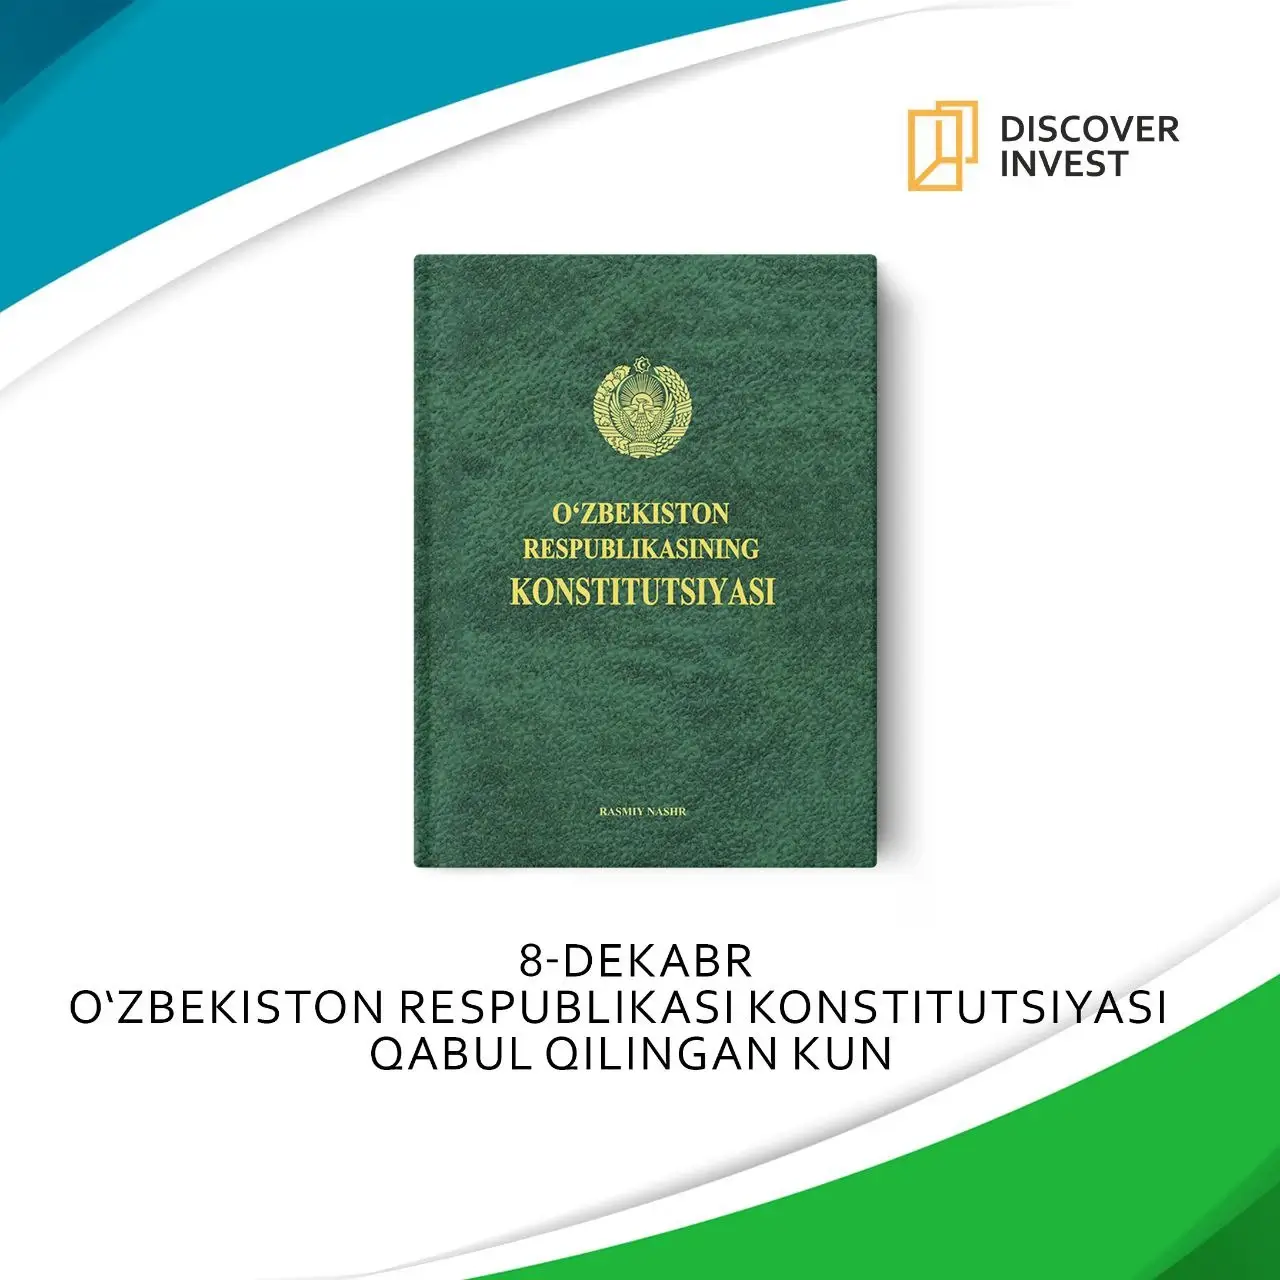 DISCOVER
INVEST
O‘ZBEKISTON
RESPUBLIKASINING
KONSTITUTSIYASI
RASMIY NASHR
8-DEKABR
O‘ZBEKISTON RESPUBLIKASI KONSTITUTSIYASI
QABUL QILINGAN KUN